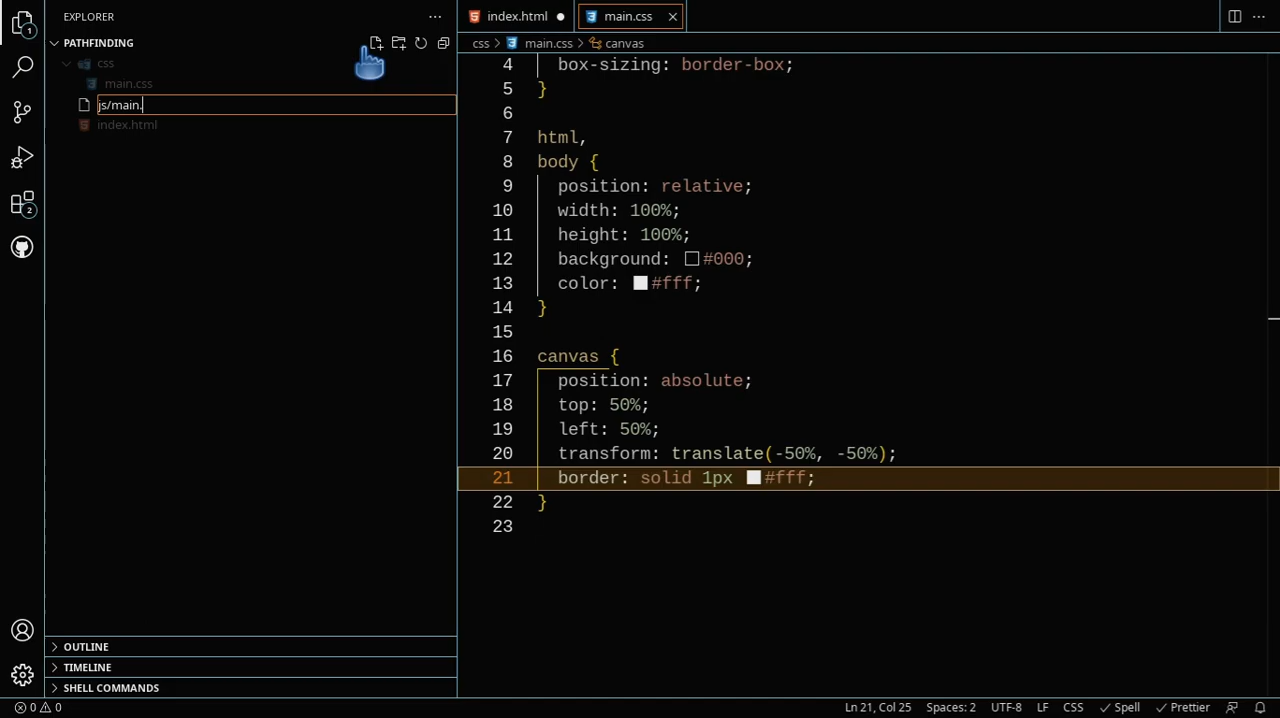 EXPLORER
PATHFINDING
css
main.css
js/main.
index.html
OUTLINE
TIMELINE
SHELL COMMANDS
1
2
index.html
main.css
css > main.css > canvas
4 box-sizing: border-box;
5 }
6
7 html,
8 body {
9 position: relative;
10 width: 100%;
11 height: 100%;
12 background: #000;
13 color: #fff;
14 }
15
16 canvas {
17 position: absolute;
18 top: 50%;
19 left: 50%;
20 transform: translate(-50%, -50%);
21 border: solid 1px #fff;
22 }
23
0 0 Ln 21, Col 25 Spaces: 2 UTF-8 LF CSS Spell Prettier